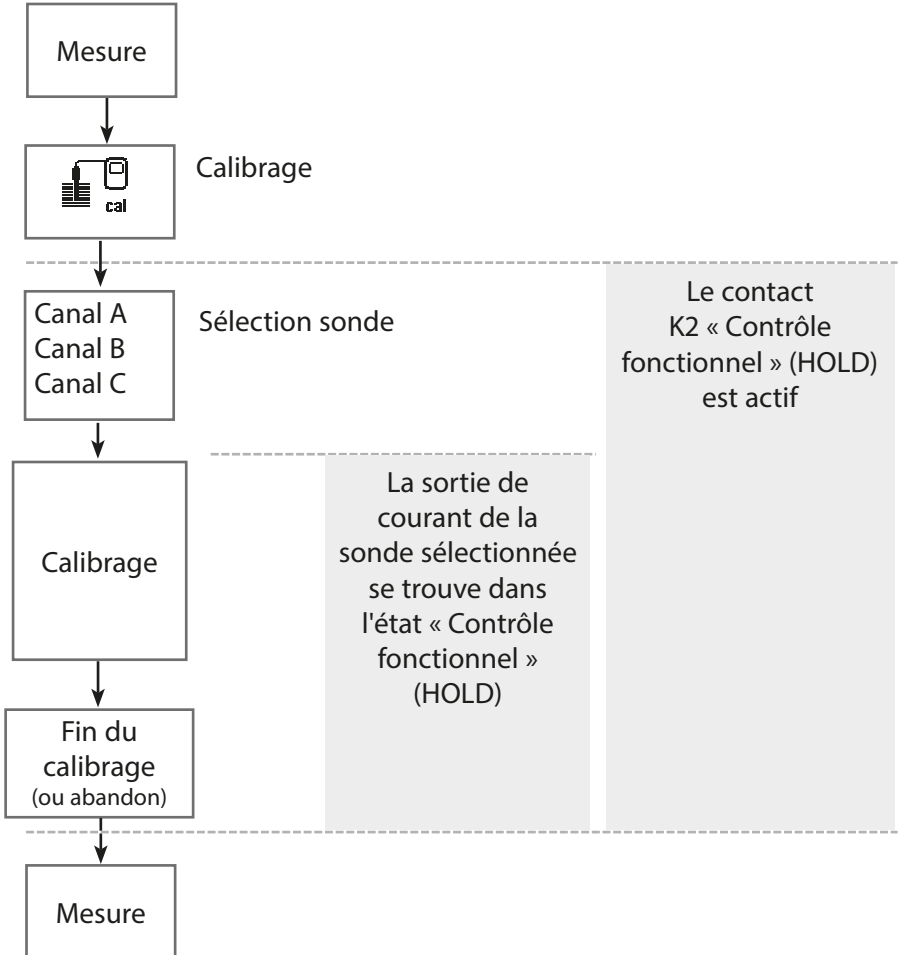 Mesure
cal
Calibrage
Canal A
Canal B
Canal C
Sélection sonde
Le contact
K2 « Contrôle
fonctionnel » (HOLD)
est actif
Calibrage
La sortie de
courant de la
sonde sélectionnée
se trouve dans
l'état « Contrôle
fonctionnel »
(HOLD)
Fin du
calibrage
(ou abandon)
Mesure